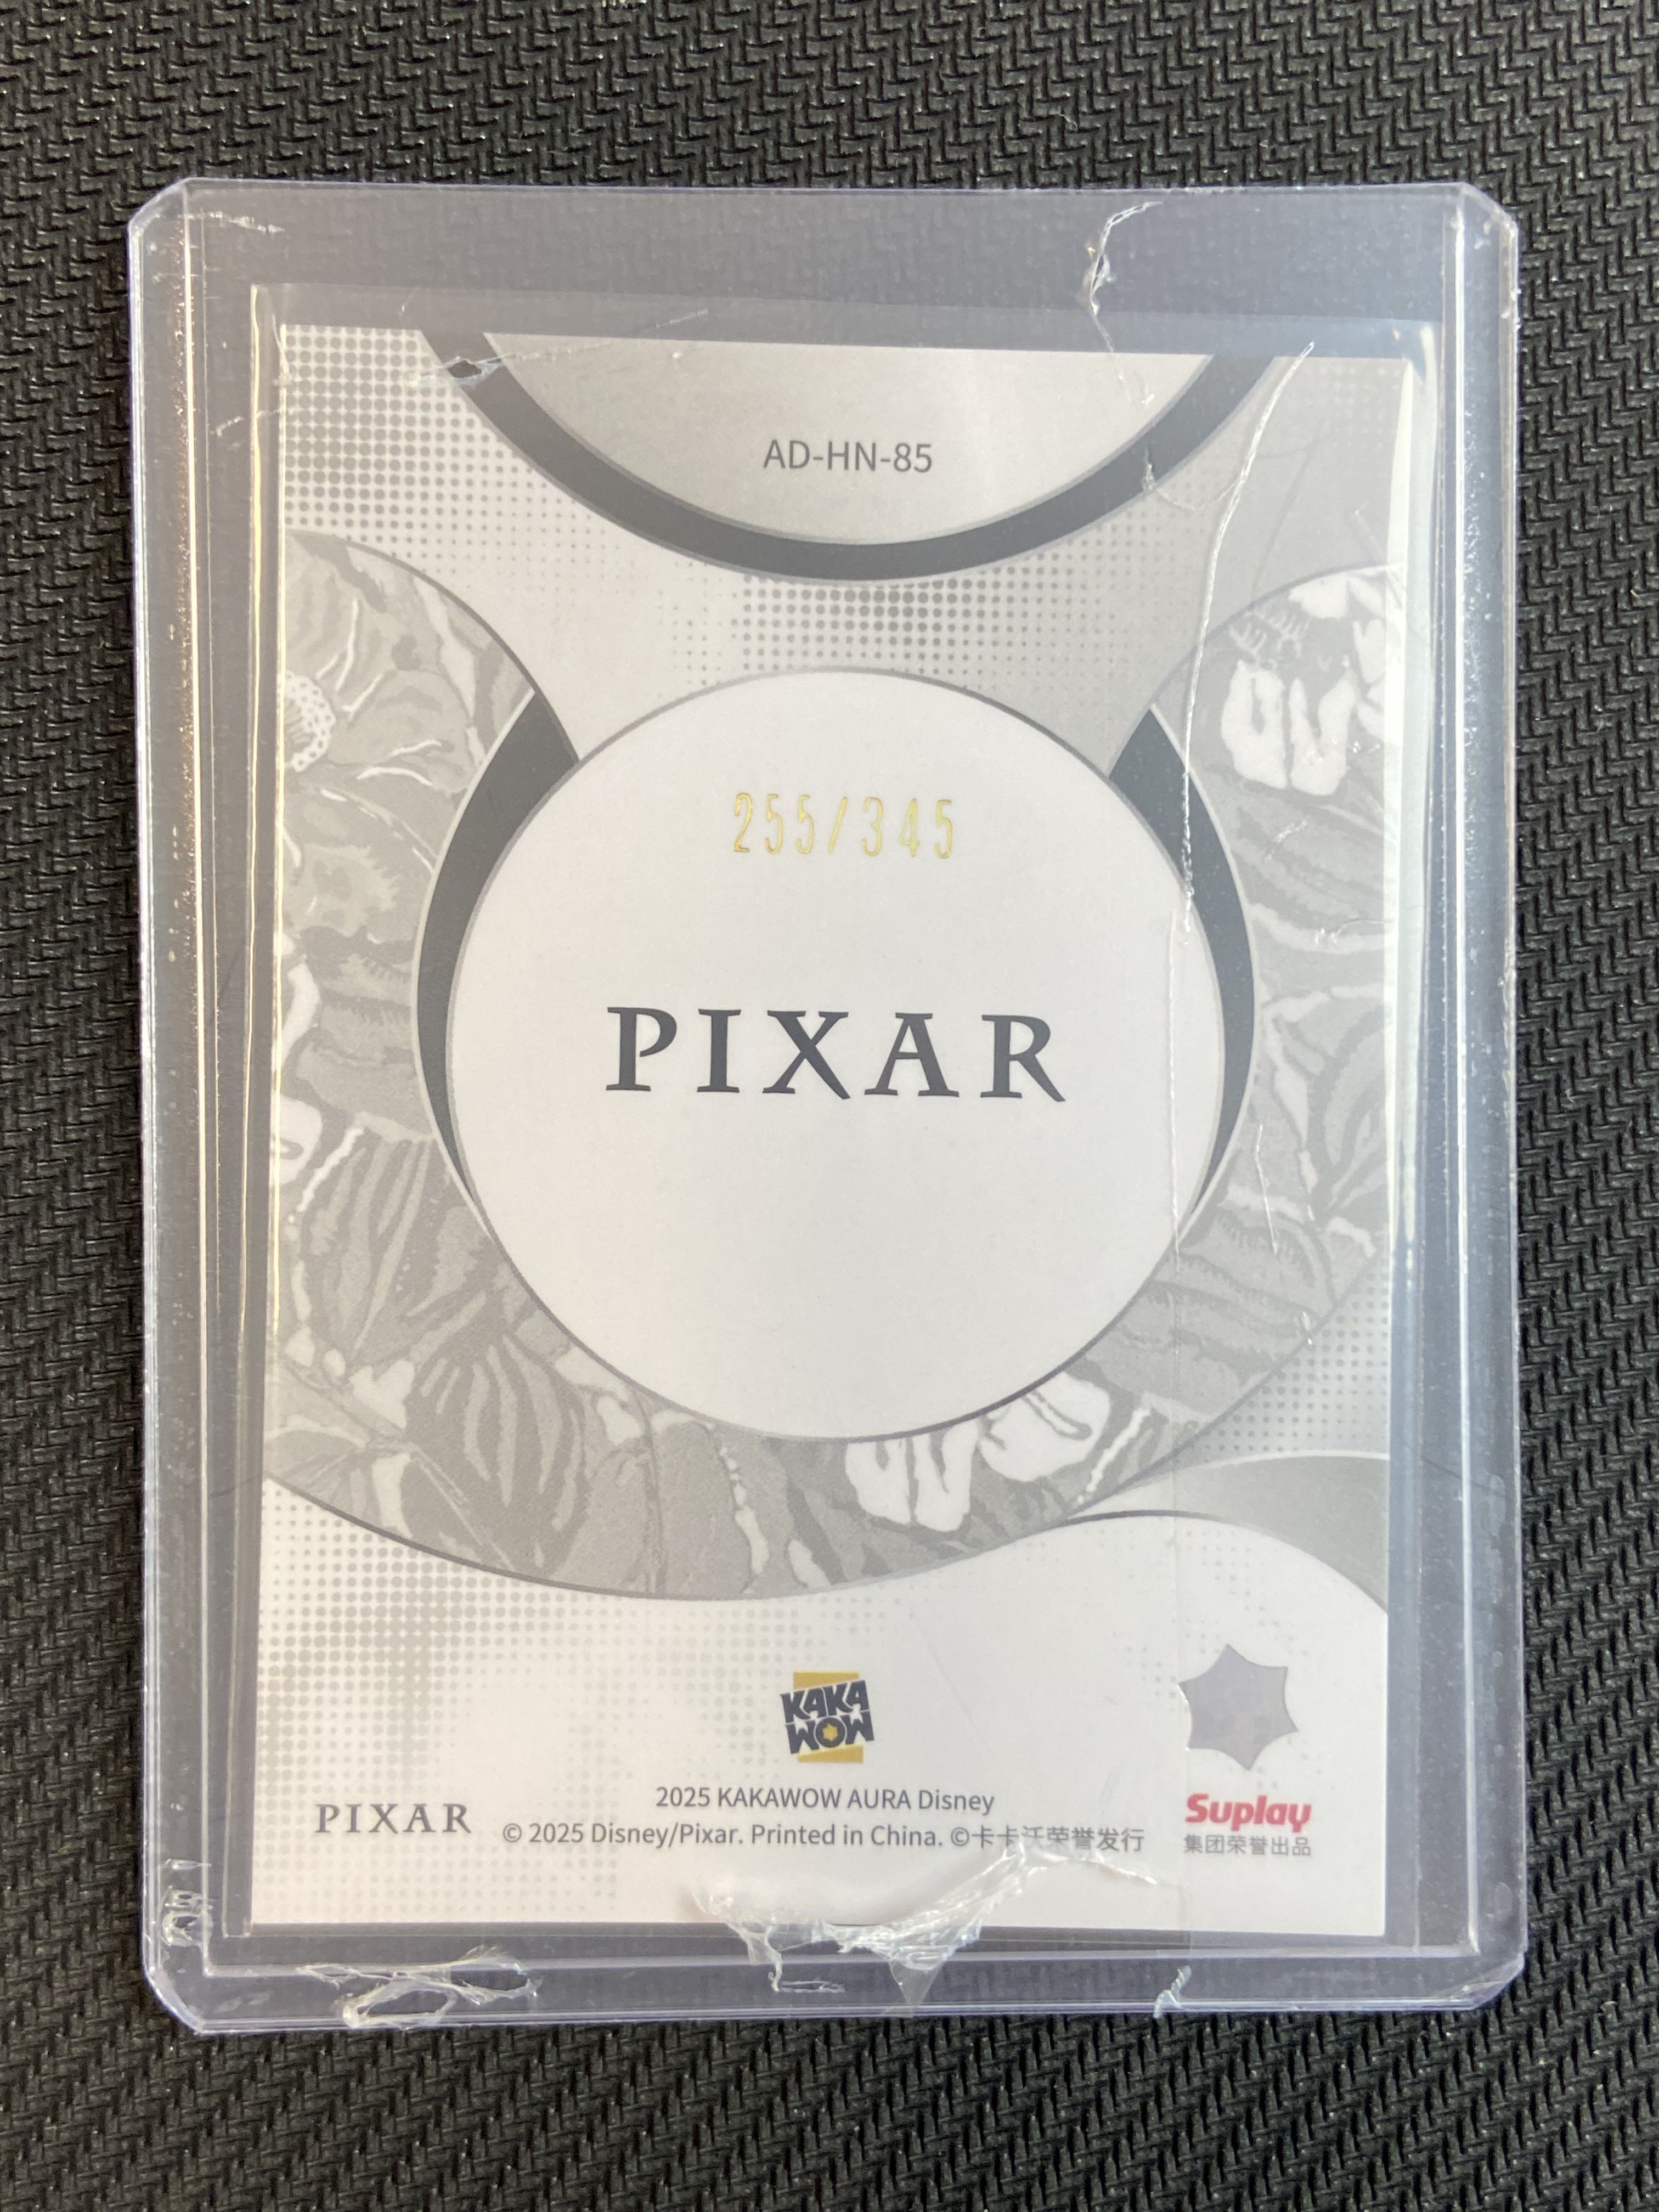 AD-HN-85
255/345
PIXAR
KAKA
WOW
2025 KAKAWOW AURA Disney
PIXAR
© 2025 Disney/Pixar. Printed in China. ©卡卡沃荣誉发行
Suplay
集团荣誉出品